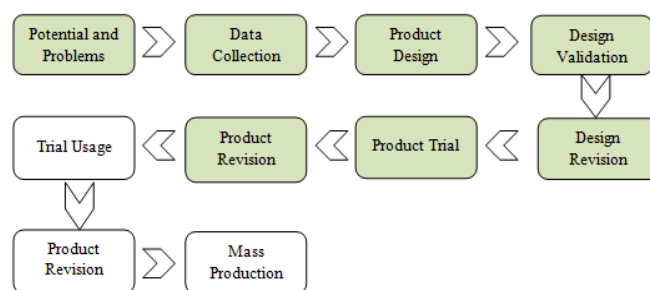 Potential and
Problems
Data
Collection
Product
Design
Design
Validation
Design
Revision
Product Trial
Product
Revision
Trial Usage
Product
Revision
Mass
Production